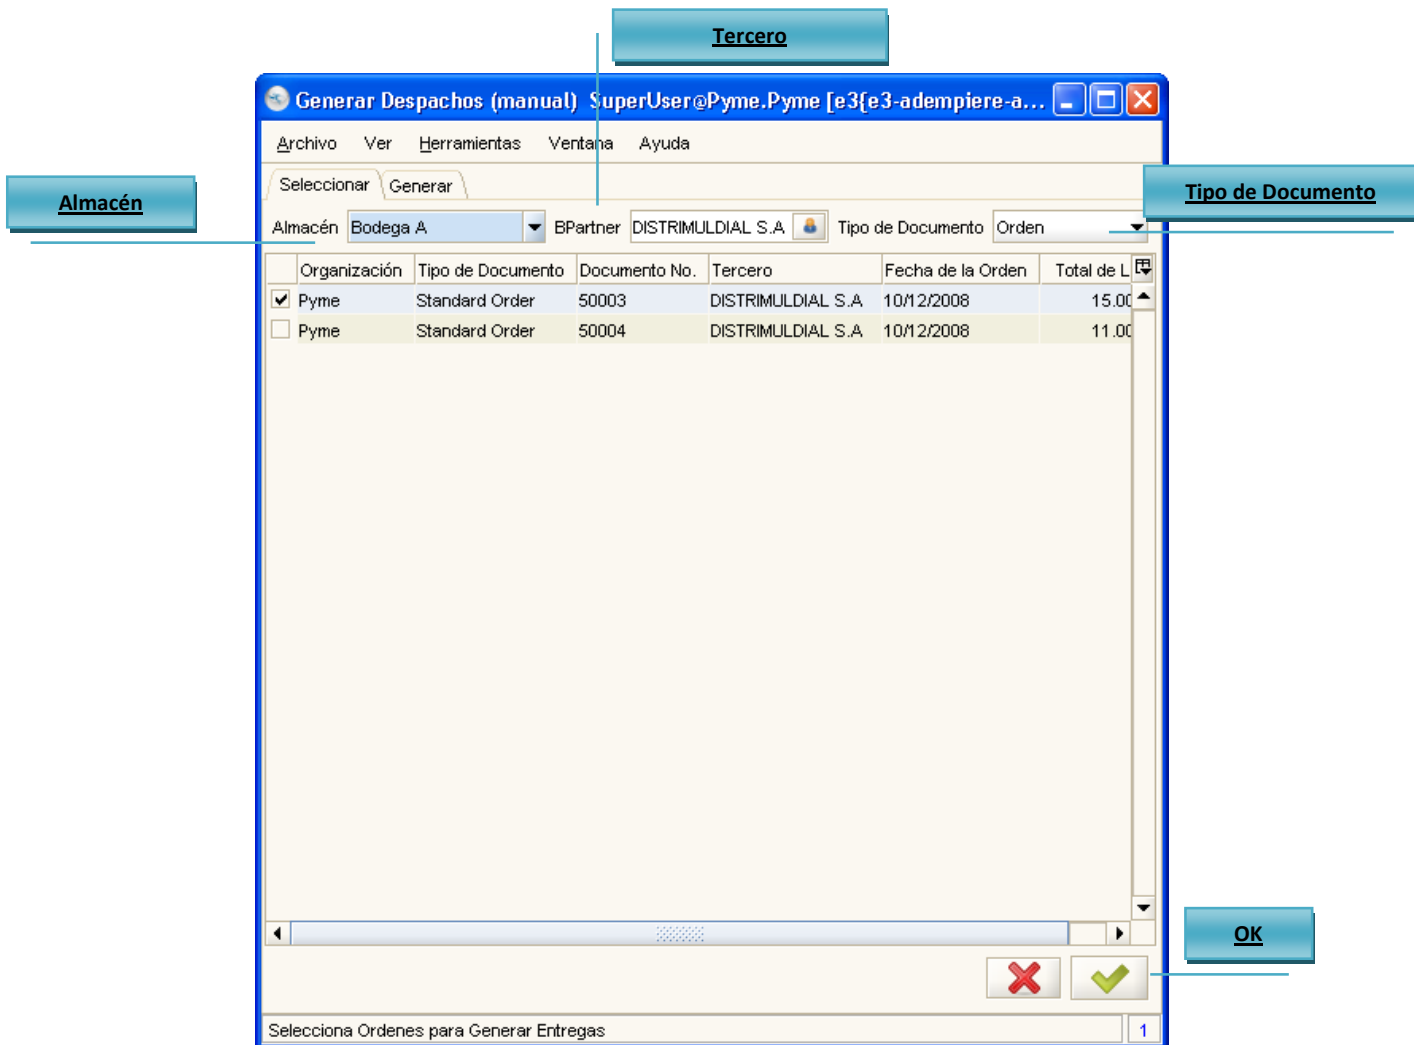 Tercero
Generar Despachos (manual) SuperUser@Pyme.Pyme [e3{e3-adempiere-a...
Archivo Ver Herramientas Ventana Ayuda
Seleccionar Generar
Almacén
Tipo de Documento
Almacén Bodega A BPartner DISTRIMULDIAL S.A Tipo de Documento Orden
Organización Tipo de Documento Documento No. Tercero Fecha de la Orden Total de L
Pyme Standard Order 50003 DISTRIMULDIAL S.A 10/12/2008 15.00
Pyme Standard Order 50004 DISTRIMULDIAL S.A 10/12/2008 11.00
OK
Selecciona Ordenes para Generar Entregas 1